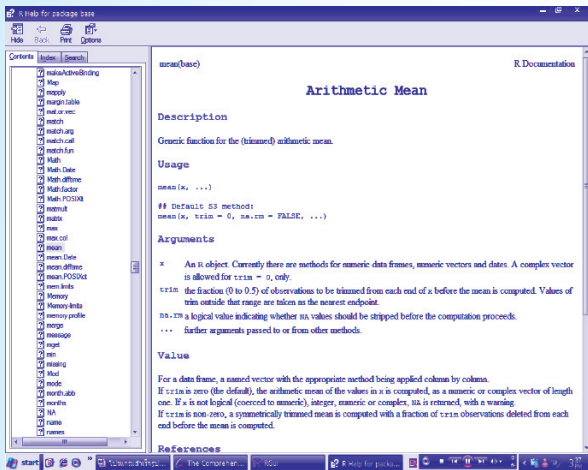 R Help for package base
Hide Back Print Options
Contents Index Search
makeActiveBinding
Map
mapply
margin.table
mat.or.vec
match
match.arg
match.call
match.fun
Math
Math.Date
Math.difftime
Math.factor
Math.POSIXlt
matmult
matrix
max
max.col
mean
mean.Date
mean.difftime
mean.POSIXct
mem.limits
Memory
Memory-limits
memory.profile
merge
message
mget
min
missing
Mod
mode
month.abb
months
NA
name
names
mean(base) R Documentation
Arithmetic Mean
Description
Generic function for the (trimmed) arithmetic mean.
Usage
mean(x, ...)
## Default S3 method:
mean(x, trim = 0, na.rm = FALSE, ...)
Arguments
x An R object. Currently there are methods for numeric data frames, numeric vectors and dates. A complex vector
is allowed for trim = 0, only.
trim the fraction (0 to 0.5) of observations to be trimmed from each end of x before the mean is computed. Values of
trim outside that range are taken as the nearest endpoint.
na.rm a logical value indicating whether NA values should be stripped before the computation proceeds.
... further arguments passed to or from other methods.
Value
For a data frame, a named vector with the appropriate method being applied column by column.
If trim is zero (the default), the arithmetic mean of the values in x is computed, as a numeric or complex vector of length
one. If x is not logical (coerced to numeric), integer, numeric or complex, NA is returned, with a warning.
If trim is non-zero, a symmetrically trimmed mean is computed with a fraction of trim observations deleted from each
end before the mean is computed.
References
start The Comprehen... RGui R Help for packa...